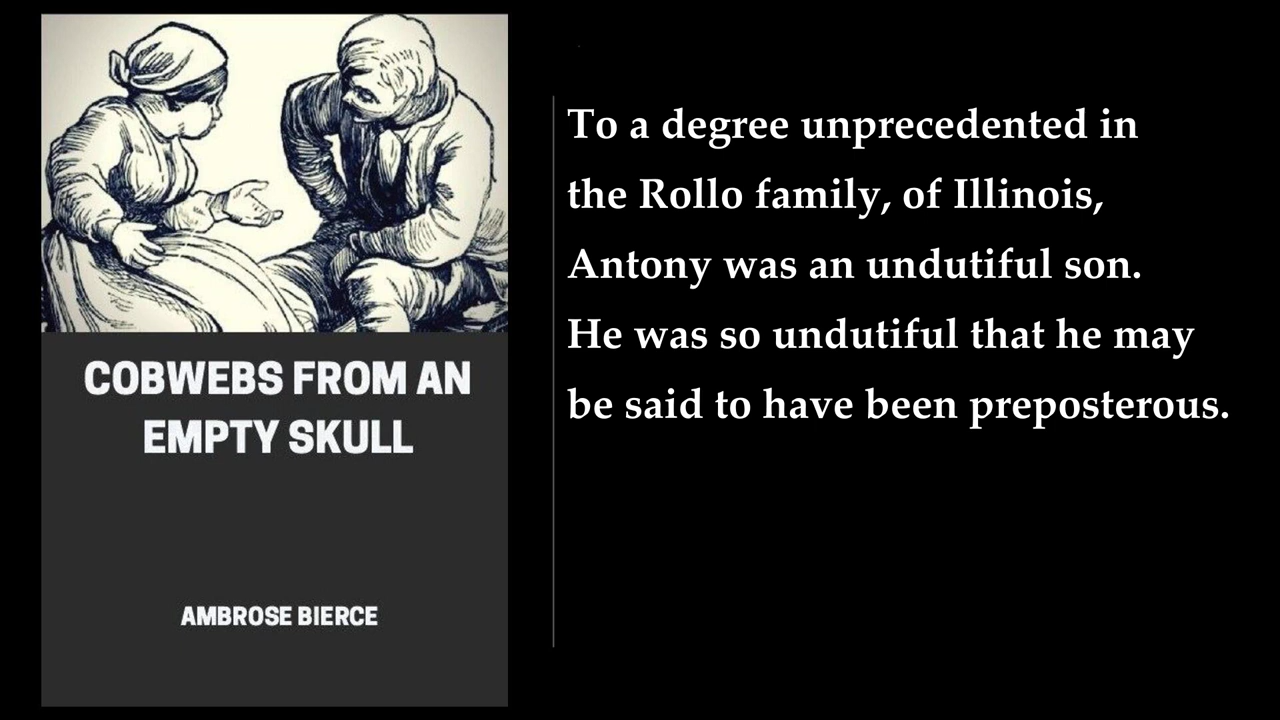 COBWEBS FROM AN
EMPTY SKULL
AMBROSE BIERCE
To a degree unprecedented in
the Rollo family, of Illinois,
Antony was an undutiful son.
He was so undutiful that he may
be said to have been preposterous.